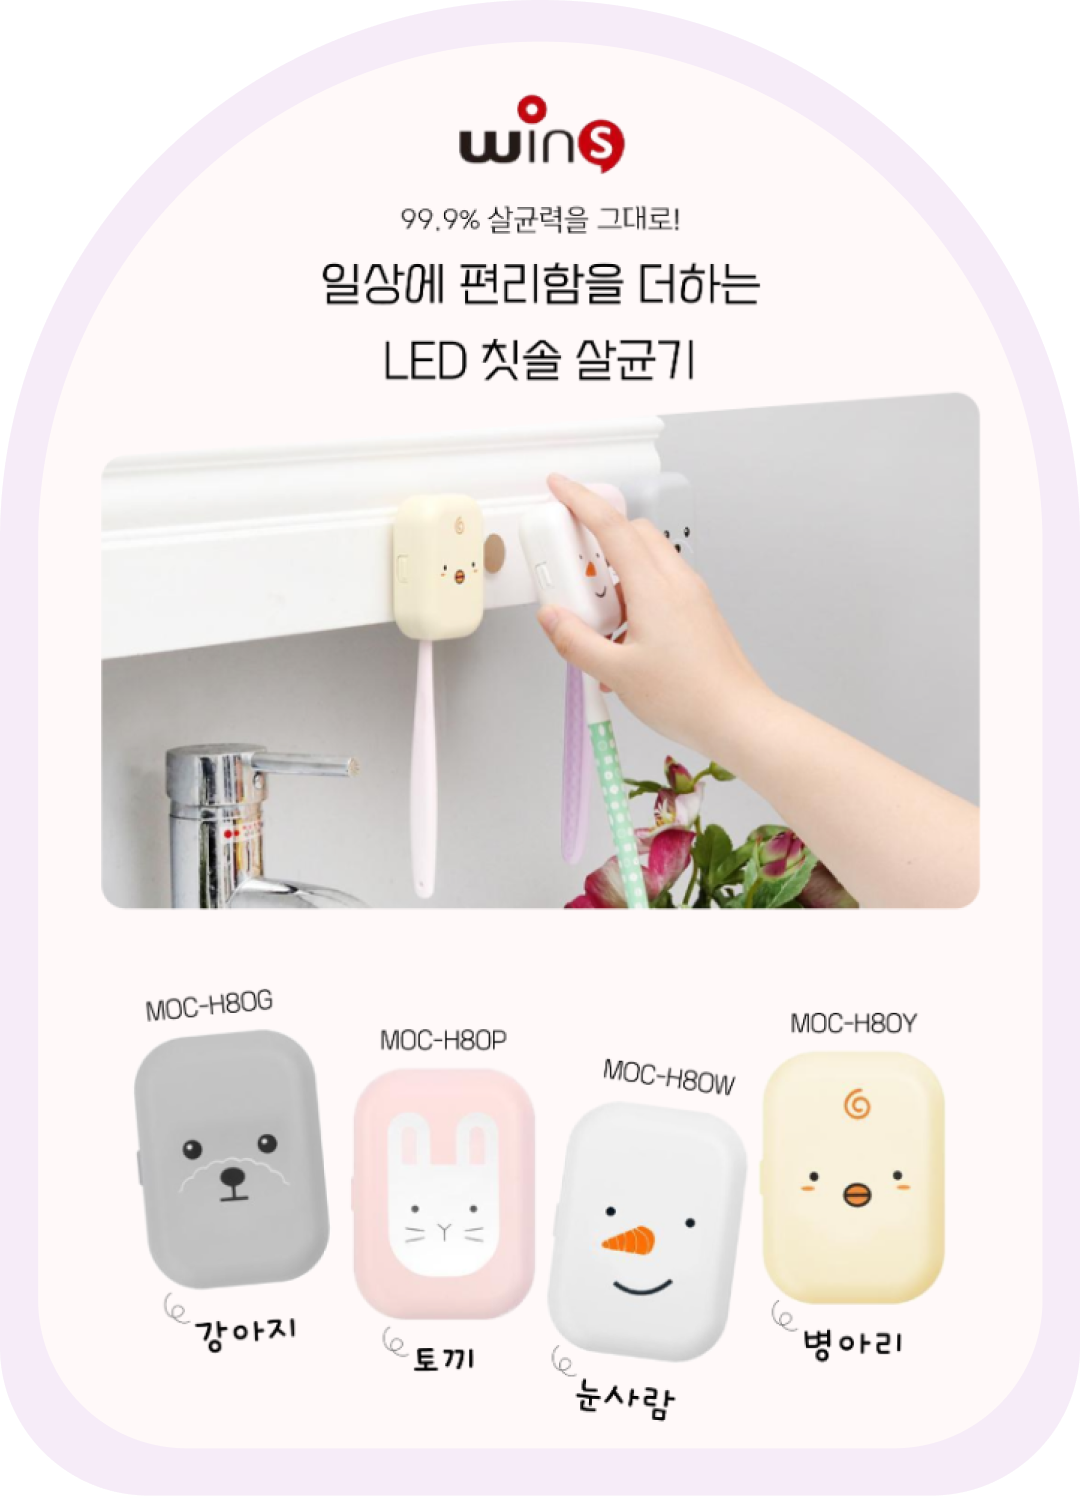 wins
99.9% 살균력을 그대로!
일상에 편리함을 더하는
LED 칫솔 살균기
MOC-H80G
MOC-H80P
MOC-H80W
MOC-H80Y
강아지
토끼
눈사람
병아리